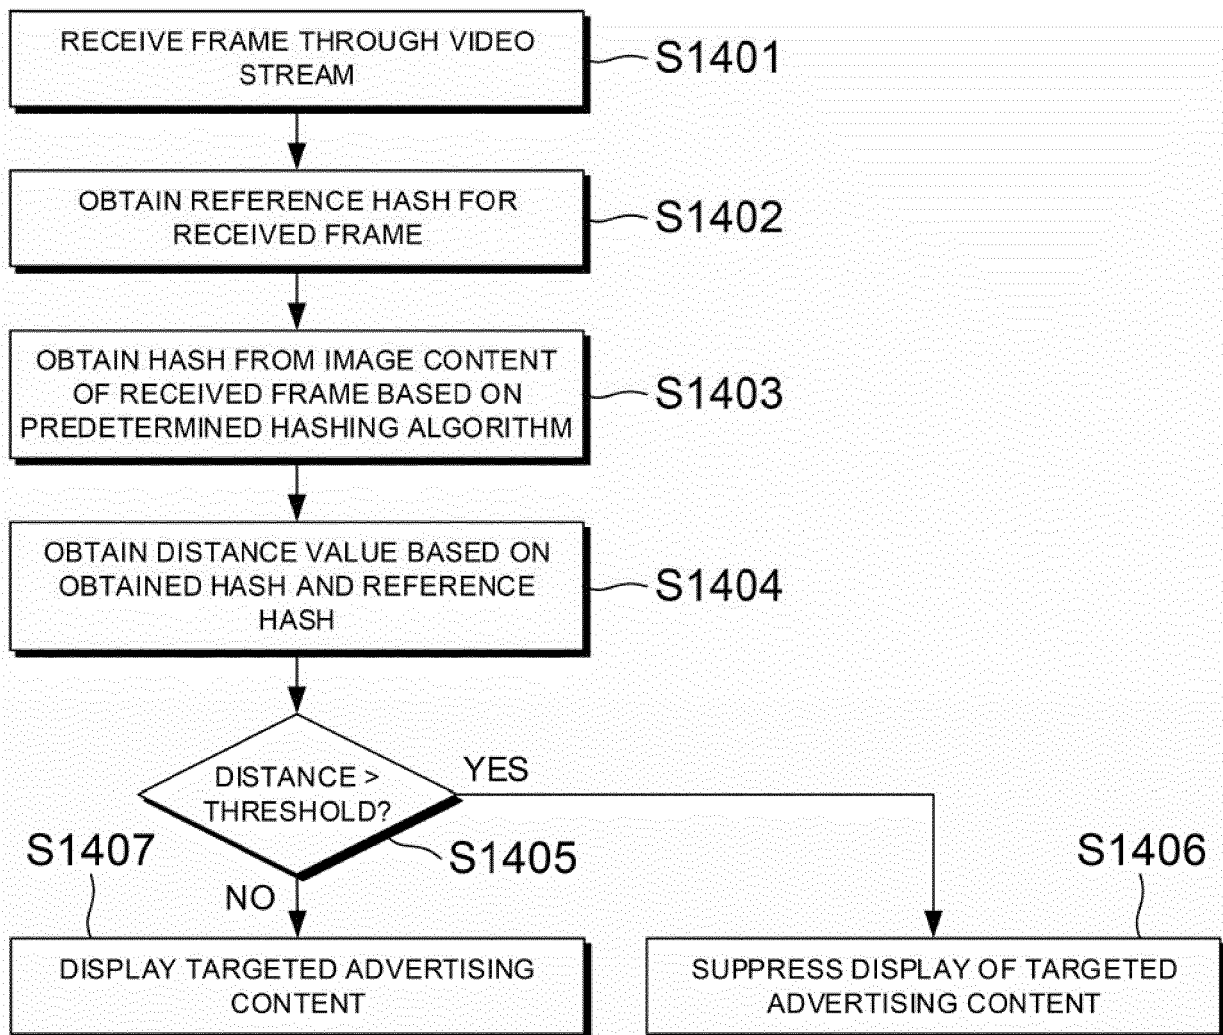 RECEIVE FRAME THROUGH VIDEO
STREAM
S1401
OBTAIN REFERENCE HASH FOR
RECEIVED FRAME
S1402
OBTAIN HASH FROM IMAGE CONTENT
OF RECEIVED FRAME BASED ON
PREDETERMINED HASHING ALGORITHM
S1403
OBTAIN DISTANCE VALUE BASED ON
OBTAINED HASH AND REFERENCE
HASH
S1404
DISTANCE >
THRESHOLD?
YES
S1405
NO
S1407
DISPLAY TARGETED ADVERTISING
CONTENT
S1406
SUPPRESS DISPLAY OF TARGETED
ADVERTISING CONTENT